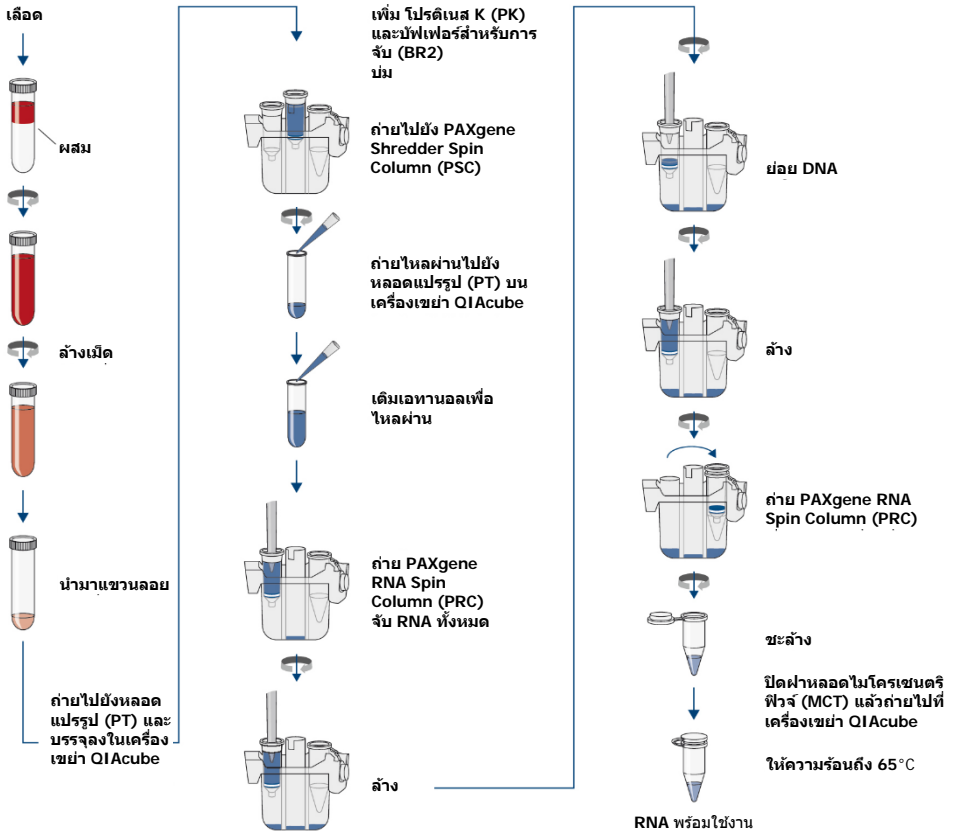 เลือด
ผสม
ล้างเม็ด
นำมาแขวนลอย
ถ่ายไปยังหลอด
แปรรูป (PT) และ
บรรจุลงในเครื่อง
เขย่า QIAcube
เพิ่ม โปรติเนส K (PK)
และบัฟเฟอร์สำหรับการ
จับ (BR2)
บ่ม
ถ่ายไปยัง PAXgene
Shredder Spin
Column (PSC)
ถ่ายไหลผ่านไปยัง
หลอดแปรรูป (PT) บน
เครื่องเขย่า QIAcube
เติมเอทานอลเพื่อ
ไหลผ่าน
ถ่าย PAXgene
RNA Spin
Column (PRC)
จับ RNA ทั้งหมด
ล้าง
ย่อย DNA
ล้าง
ถ่าย PAXgene RNA
Spin Column (PRC)
ชะล้าง
ปิดฝาหลอดไมโครเซนตริ
ฟิวจ์ (MCT) แล้วถ่ายไปที่
เครื่องเขย่า QIAcube
ให้ความร้อนถึง 65°C
RNA พร้อมใช้งาน